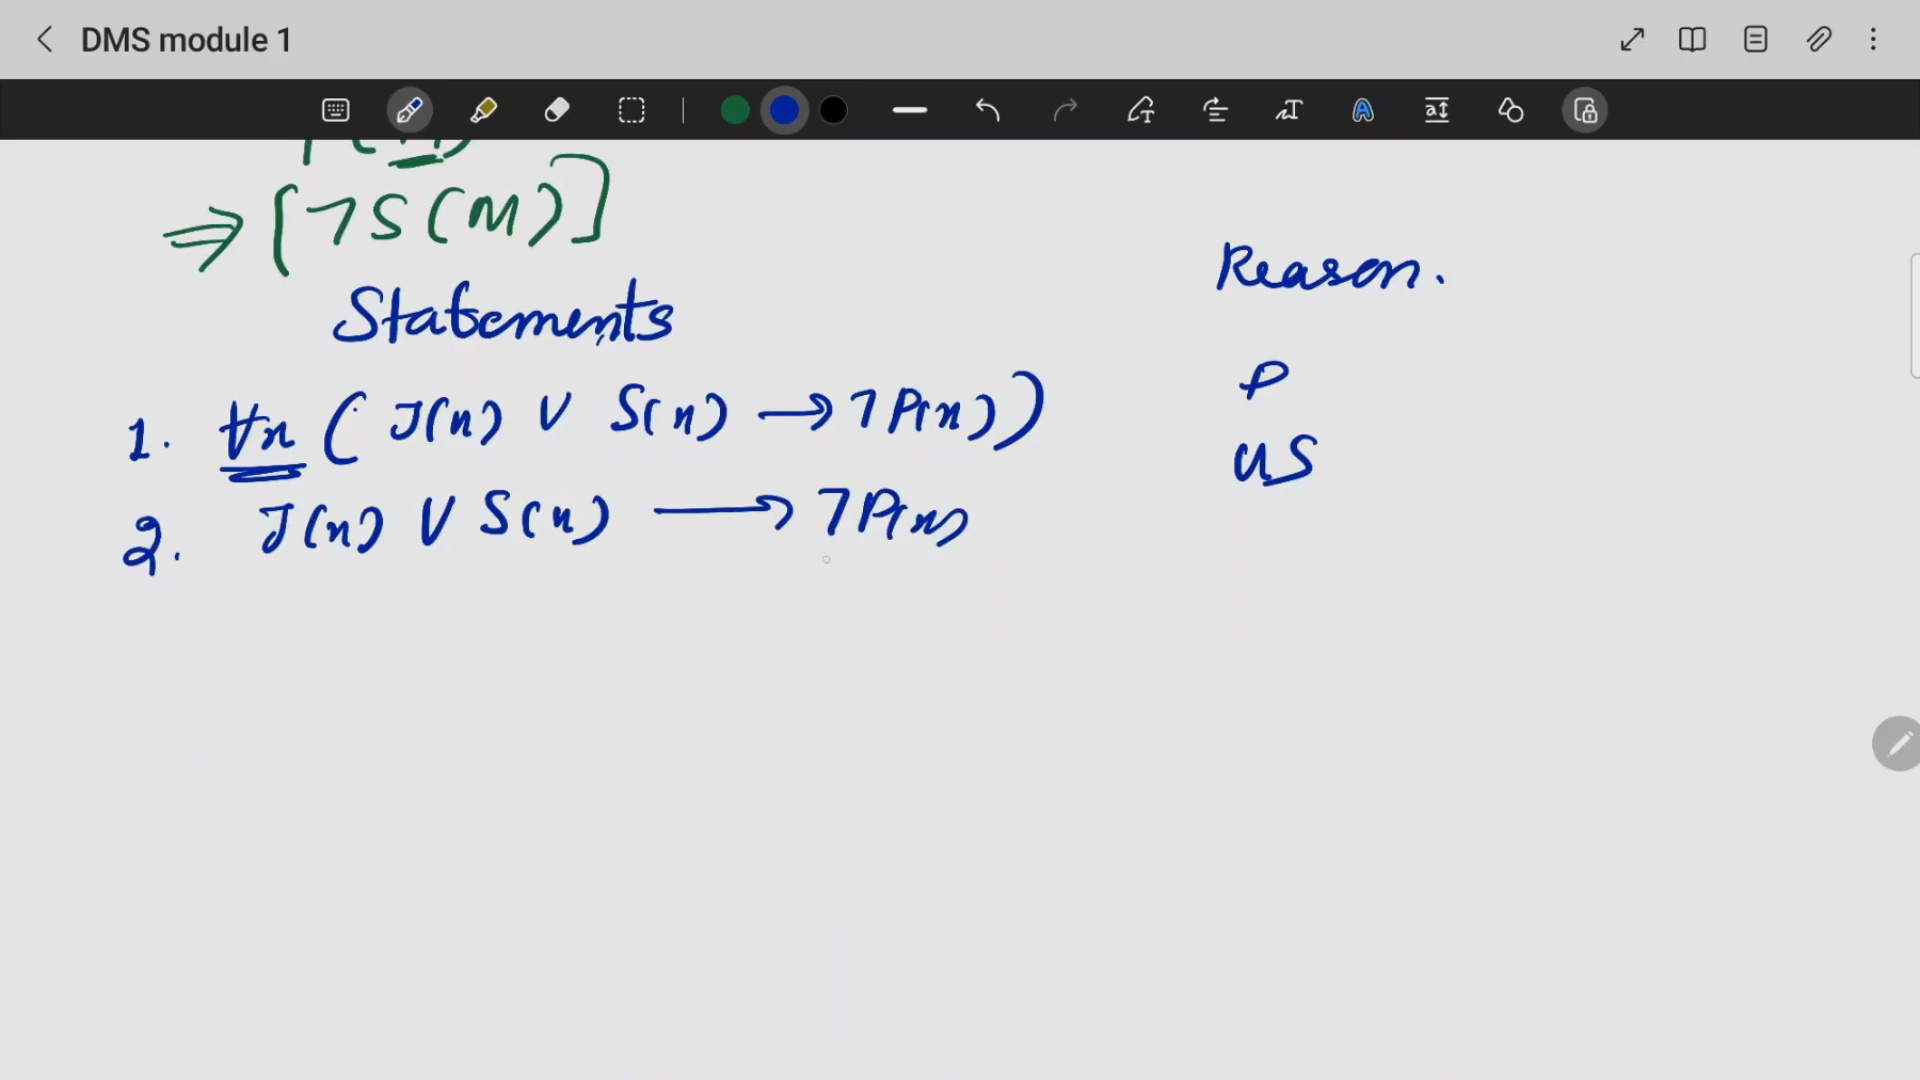 DMS module 1
⇒ [¬S(M)]
Statements Reason.
1. ∀x ( J(x) ∨ S(x) → ¬P(x)) P
2. J(x) ∨ S(x) → ¬P(x) US